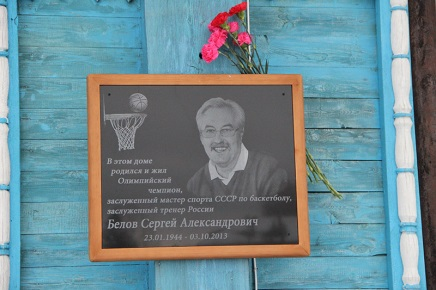 В этом доме
родился и жил
Олимпийский
чемпион,
заслуженный мастер спорта СССР по баскетболу,
заслуженный тренер России
Белов Сергей Александрович
23.01.1944 - 03.10.2013